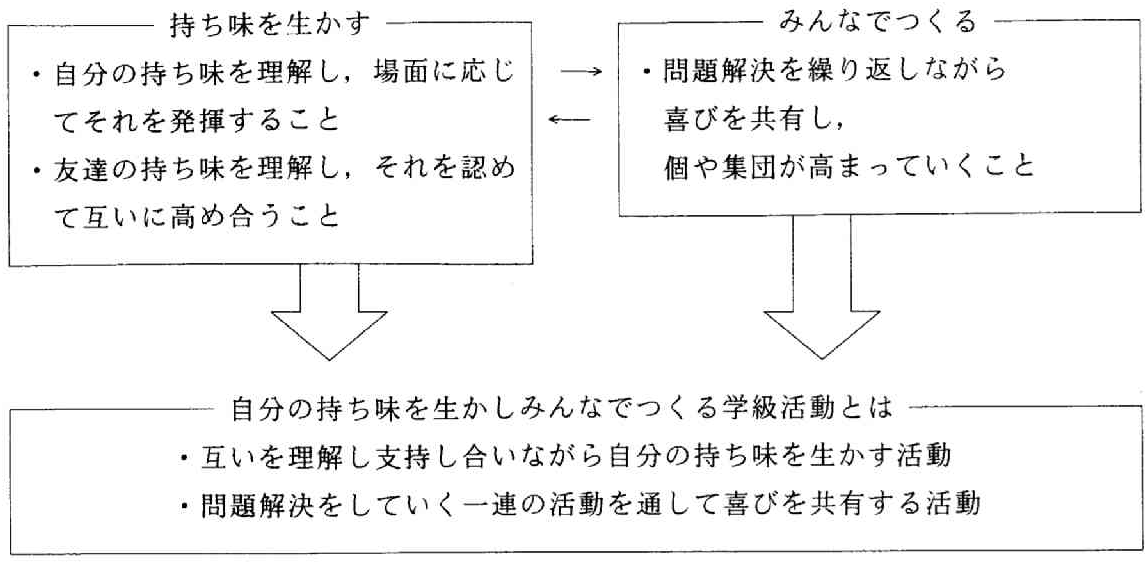 持ち味を生かす
・自分の持ち味を理解し，場面に応じ
てそれを発揮すること
・友達の持ち味を理解し，それを認め
て互いに高め合うこと
みんなでつくる
・問題解決を繰り返しながら
喜びを共有し，
個や集団が高まっていくこと
自分の持ち味を生かしみんなでつくる学級活動とは
・互いを理解し支持し合いながら自分の持ち味を生かす活動
・問題解決をしていく一連の活動を通して喜びを共有する活動